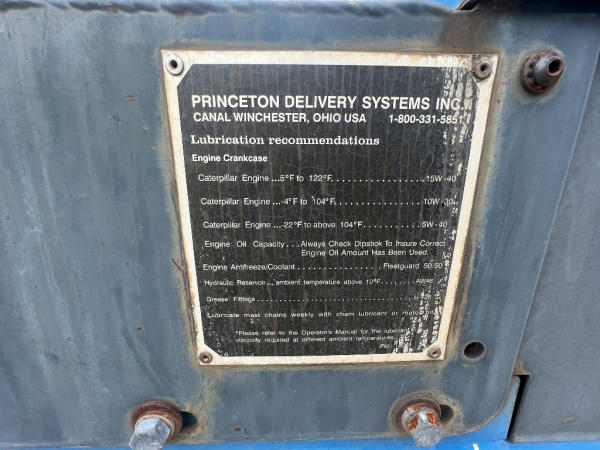 PRINCETON DELIVERY SYSTEMS INC.
CANAL WINCHESTER, OHIO USA 1-800-331-5851
Lubrication recommendations
Engine Crankcase
Caterpillar Engine ...5°F to 122°F....................15W-40
Caterpillar Engine ...-4°F to 104°F....................10W-30
Caterpillar Engine ...-22°F to above 104°F........5W-40
Engine Oil Capacity...Always Check Dipstick To Insure Correct
Engine Oil Amount Has Been Used.
Engine Antifreeze/Coolant....................Fleetguard 50/50
Hydraulic Reservoir...ambient temperature above 10°F........AW46
Grease Fittings
Lubricate mast chains weekly with chain lubricant or motor oil
*Please refer to the Operator's Manual for the lubricant
viscosity required at different ambient temperatures.